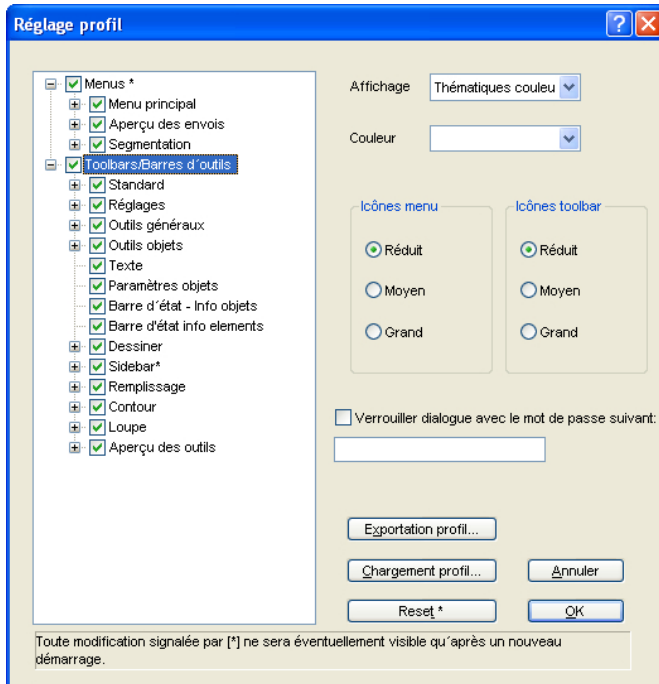 Réglage profil
Menus *
Menu principal
Aperçu des envois
Segmentation
Toolbars/Barres d´outils
Standard
Réglages
Outils généraux
Outils objets
Texte
Paramètres objets
Barre d´état - Info objets
Barre d'état info elements
Dessiner
Sidebar*
Remplissage
Contour
Loupe
Aperçu des outils
Affichage
Thématiques couleu
Couleur
Icônes menu
Réduit
Moyen
Grand
Icônes toolbar
Réduit
Moyen
Grand
Verrouiller dialogue avec le mot de passe suivant:
Exportation profil...
Chargement profil...
Annuler
Reset *
OK
Toute modification signalée par [*] ne sera éventuellement visible qu´après un nouveau
démarrage.